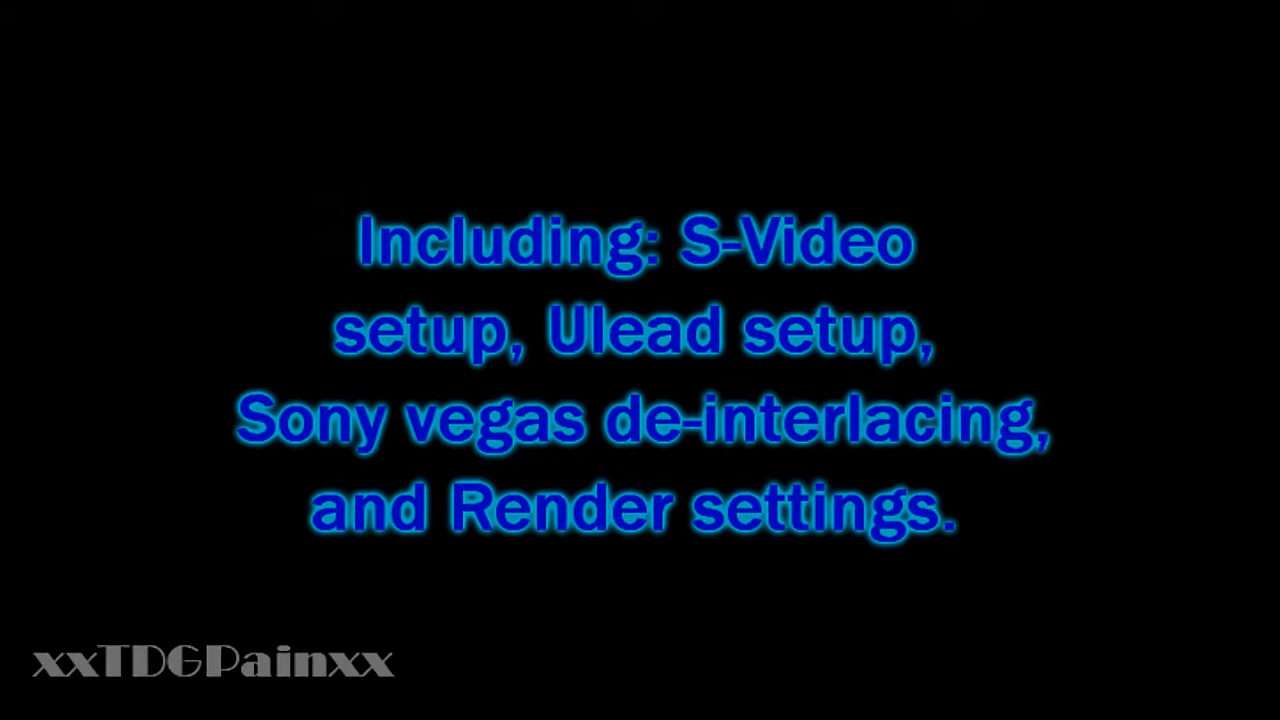 Including: S-Video
setup, Ulead setup,
Sony vegas de-interlacing,
and Render settings.
xxTDGPainxx